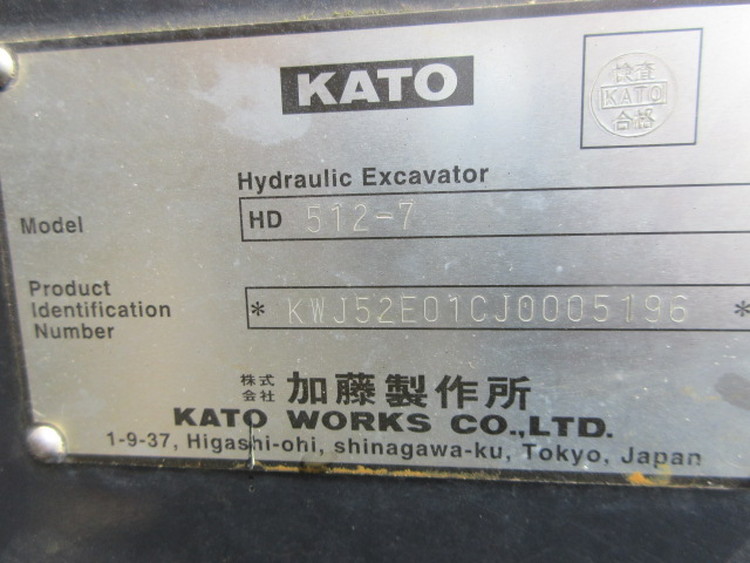 KATO
検査
KATO
合格
Hydraulic Excavator
Model
HD 512-7
Product
Identification
Number
* KWJ52E01CJ0005196 *
株式
会社 加藤製作所
KATO WORKS CO.,LTD.
1-9-37, Higashi-ohi, shinagawa-ku, Tokyo, Japan